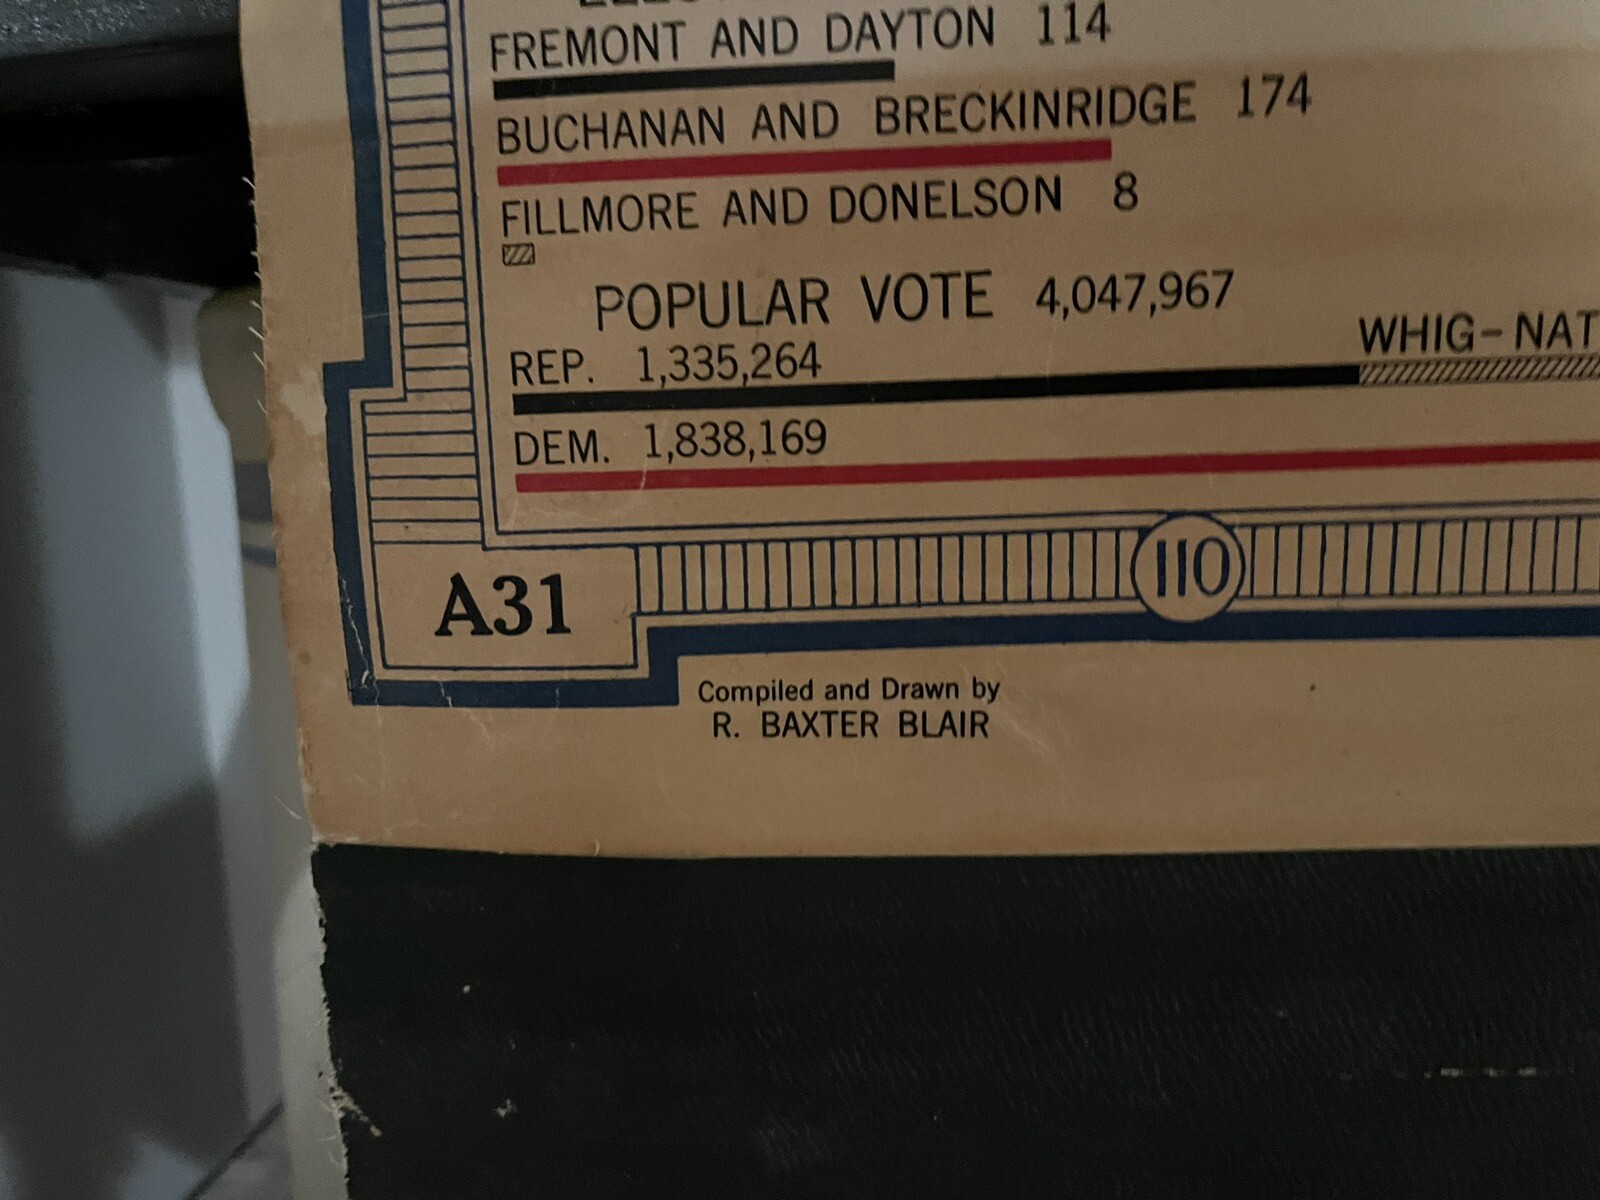 FREMONT AND DAYTON 114
BUCHANAN AND BRECKINRIDGE 174
FILLMORE AND DONELSON 8
POPULAR VOTE 4,047,967
WHIG-NAT
REP. 1,335,264
DEM. 1,838,169
110
A31
Compiled and Drawn by
R. BAXTER BLAIR